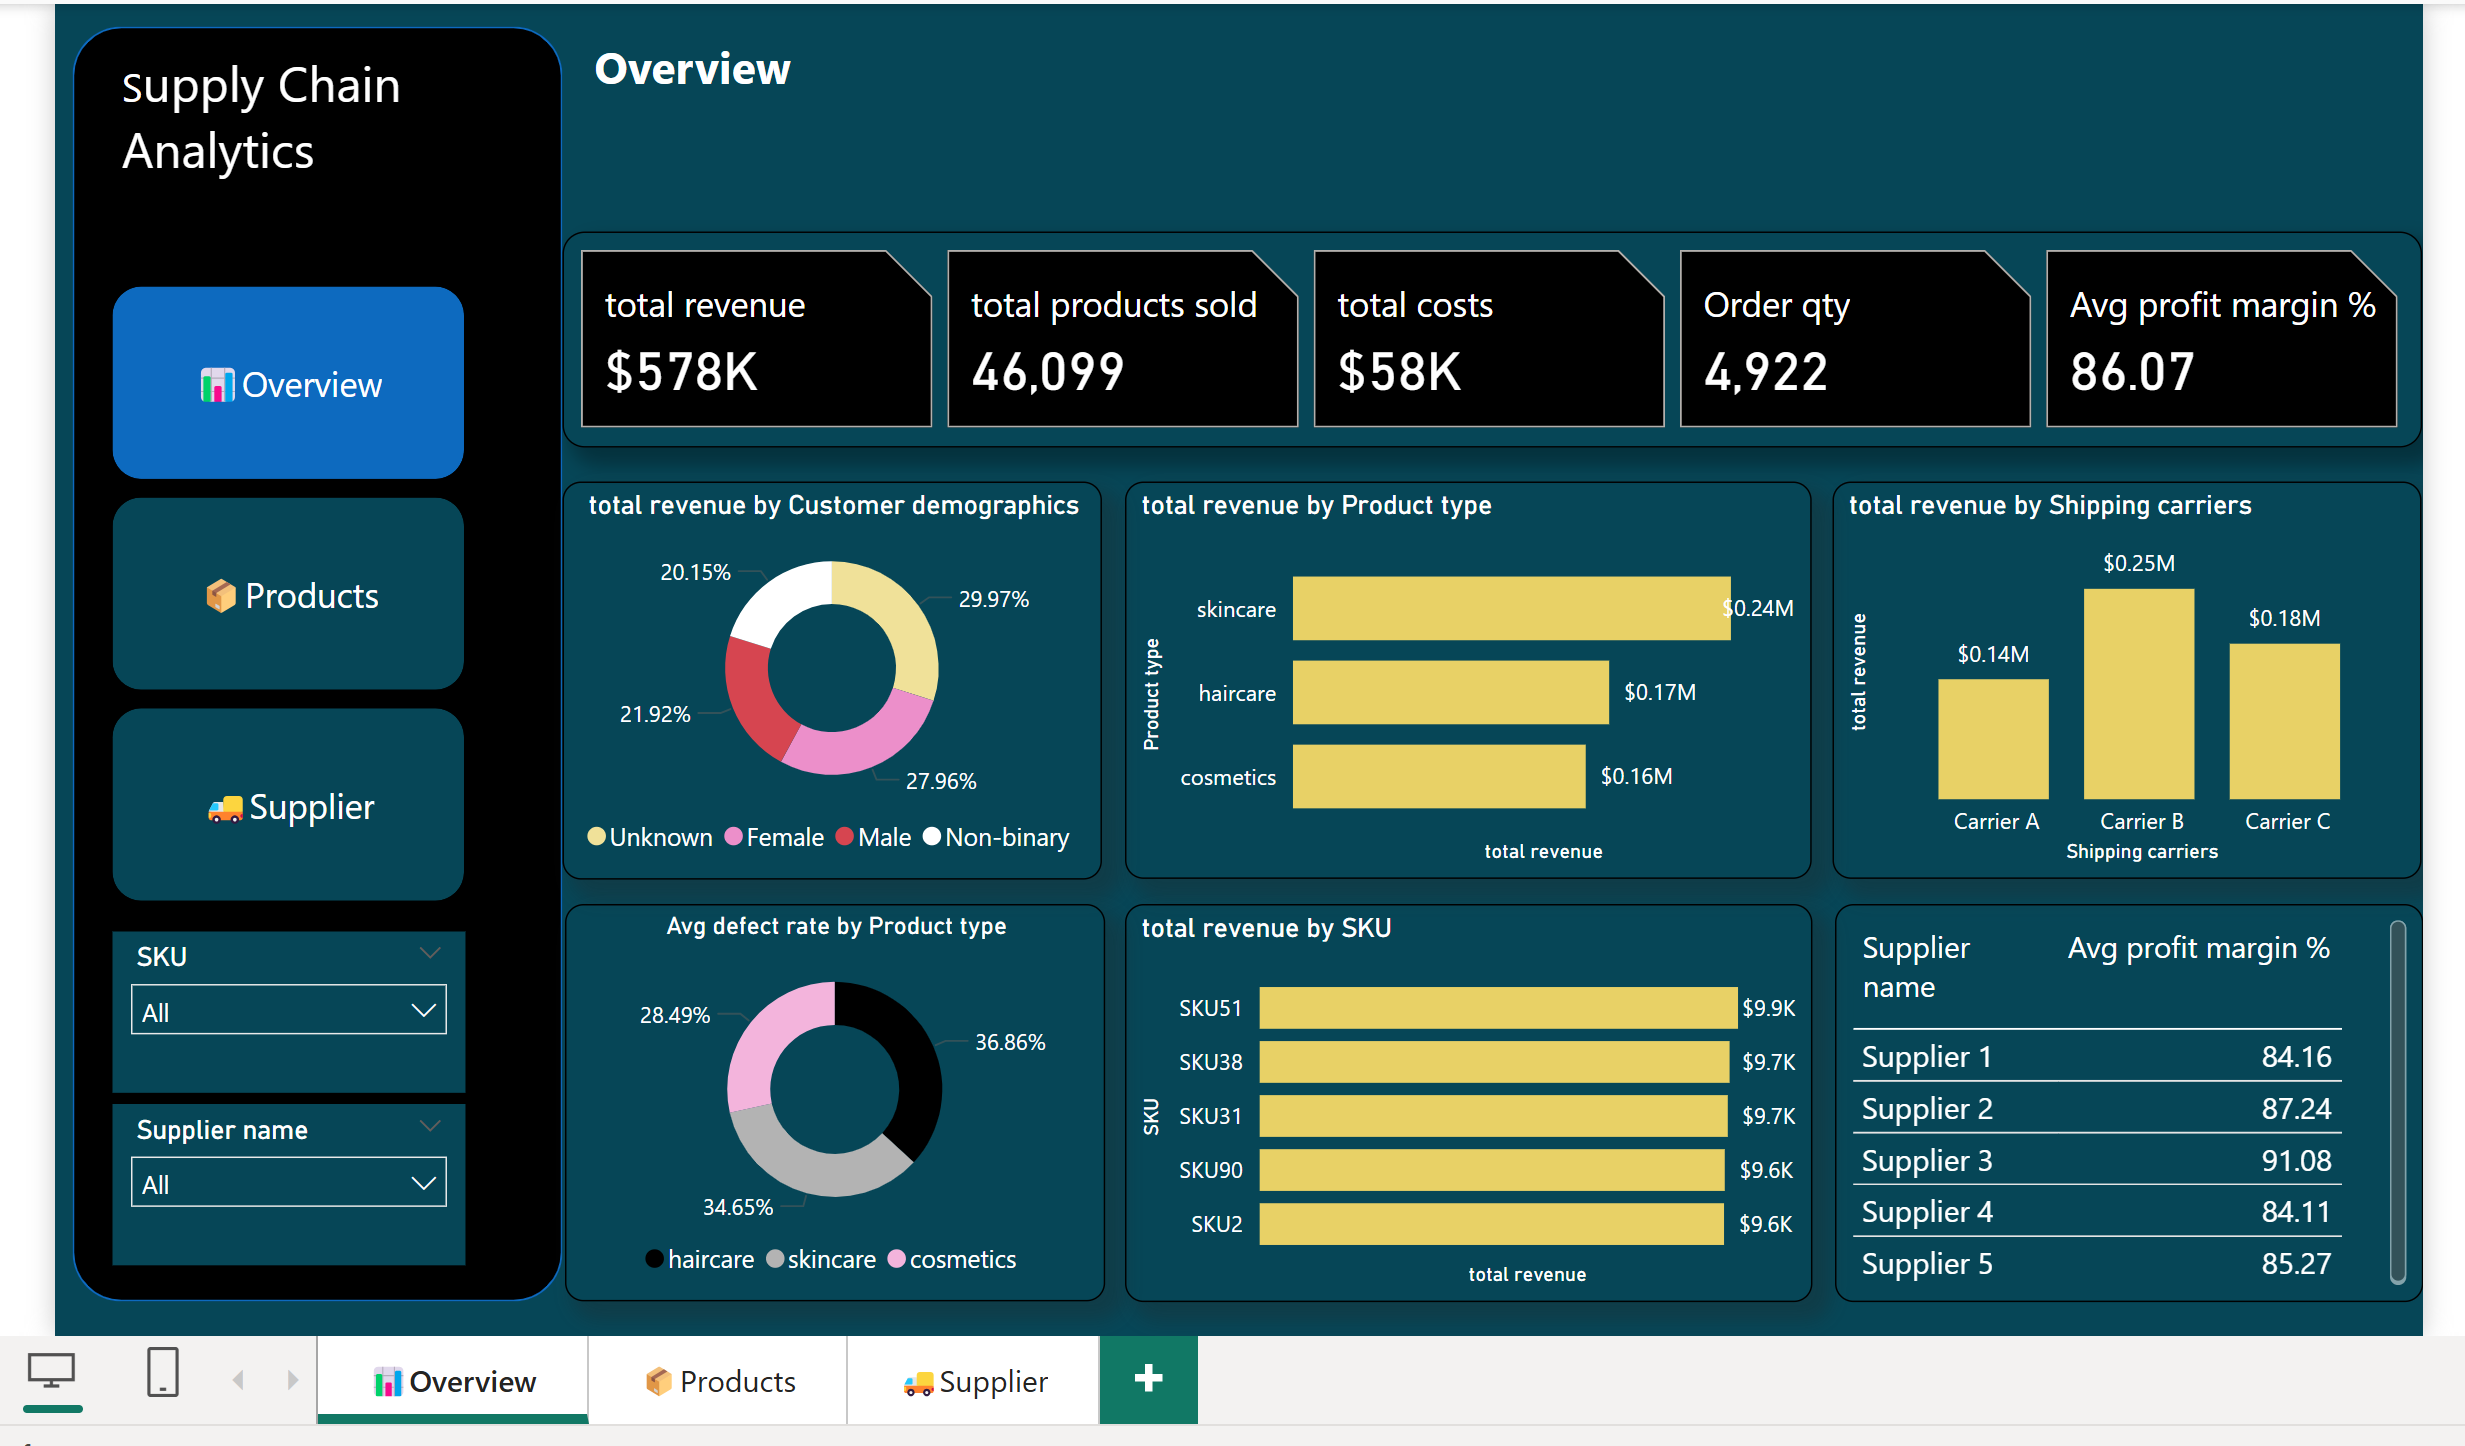 supply Chain
Analytics
Overview
Products
Supplier
SKU
All
Supplier name
All
Overview
total revenue
$578K
total products sold
46,099
total costs
$58K
Order qty
4,922
Avg profit margin %
86.07
total revenue by Customer demographics
20.15%
29.97%
21.92%
27.96%
Unknown Female Male Non-binary
total revenue by Product type
Product type
skincare $0.24M
haircare $0.17M
cosmetics $0.16M
total revenue
total revenue by Shipping carriers
total revenue
$0.14M
$0.25M
$0.18M
Carrier A Carrier B Carrier C
Shipping carriers
Avg defect rate by Product type
28.49%
36.86%
34.65%
haircare skincare cosmetics
total revenue by SKU
SKU
SKU51 $9.9K
SKU38 $9.7K
SKU31 $9.7K
SKU90 $9.6K
SKU2 $9.6K
total revenue
Supplier
name
Avg profit margin %
Supplier 1 84.16
Supplier 2 87.24
Supplier 3 91.08
Supplier 4 84.11
Supplier 5 85.27
Overview Products Supplier +